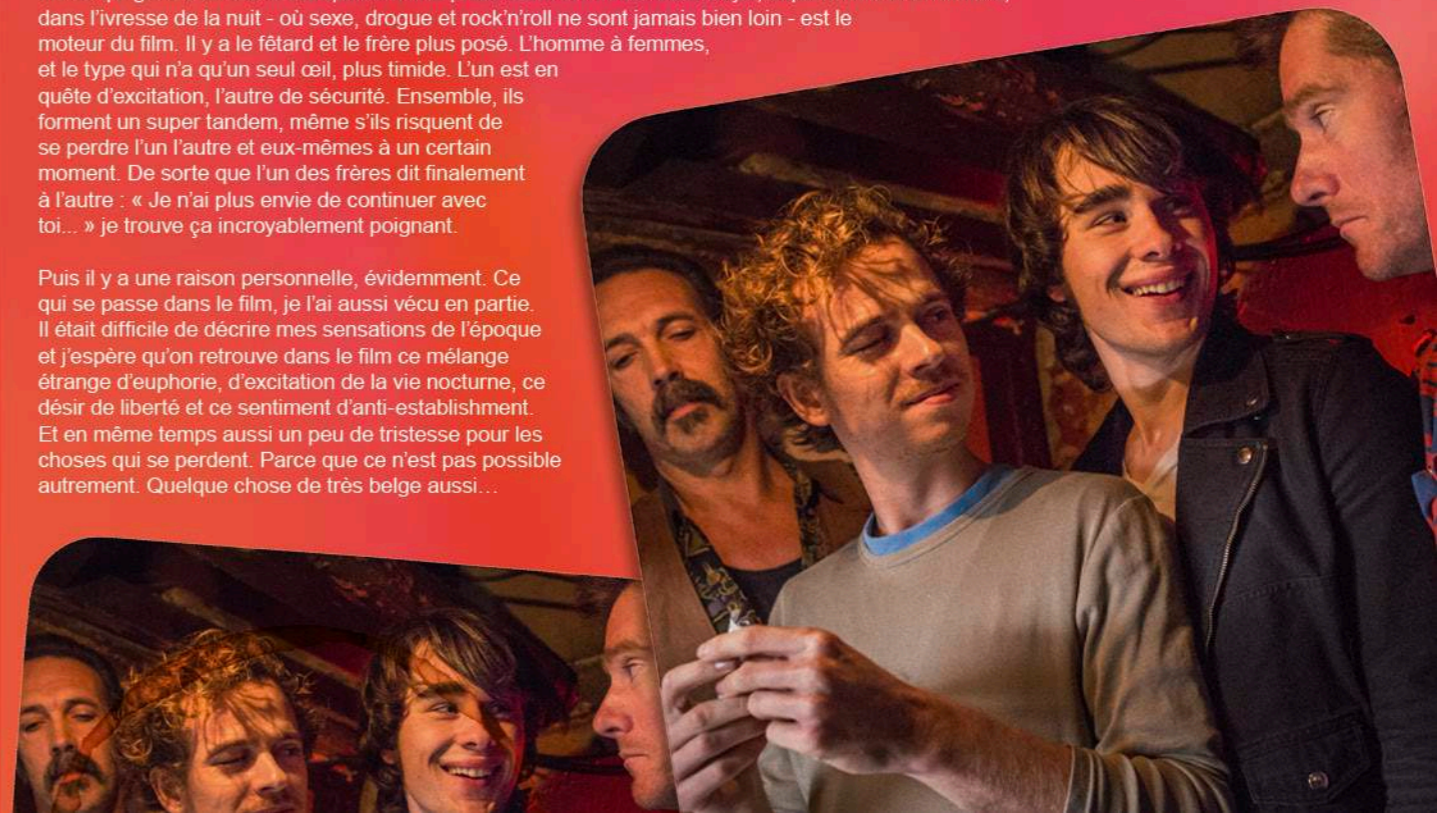 dans l'ivresse de la nuit - où sexe, drogue et rock'n'roll ne sont jamais bien loin - est le
moteur du film. Il y a le fêtard et le frère plus posé. L'homme à femmes,
et le type qui n'a qu'un seul œil, plus timide. L'un est en
quête d'excitation, l'autre de sécurité. Ensemble, ils
forment un super tandem, même s'ils risquent de
se perdre l'un l'autre et eux-mêmes à un certain
moment. De sorte que l'un des frères dit finalement
à l'autre : « Je n'ai plus envie de continuer avec
toi... » je trouve ça incroyablement poignant.
Puis il y a une raison personnelle, évidemment. Ce
qui se passe dans le film, je l'ai aussi vécu en partie.
Il était difficile de décrire mes sensations de l'époque
et j'espère qu'on retrouve dans le film ce mélange
étrange d'euphorie, d'excitation de la vie nocturne, ce
désir de liberté et ce sentiment d'anti-establishment.
Et en même temps aussi un peu de tristesse pour les
choses qui se perdent. Parce que ce n'est pas possible
autrement. Quelque chose de très belge aussi…